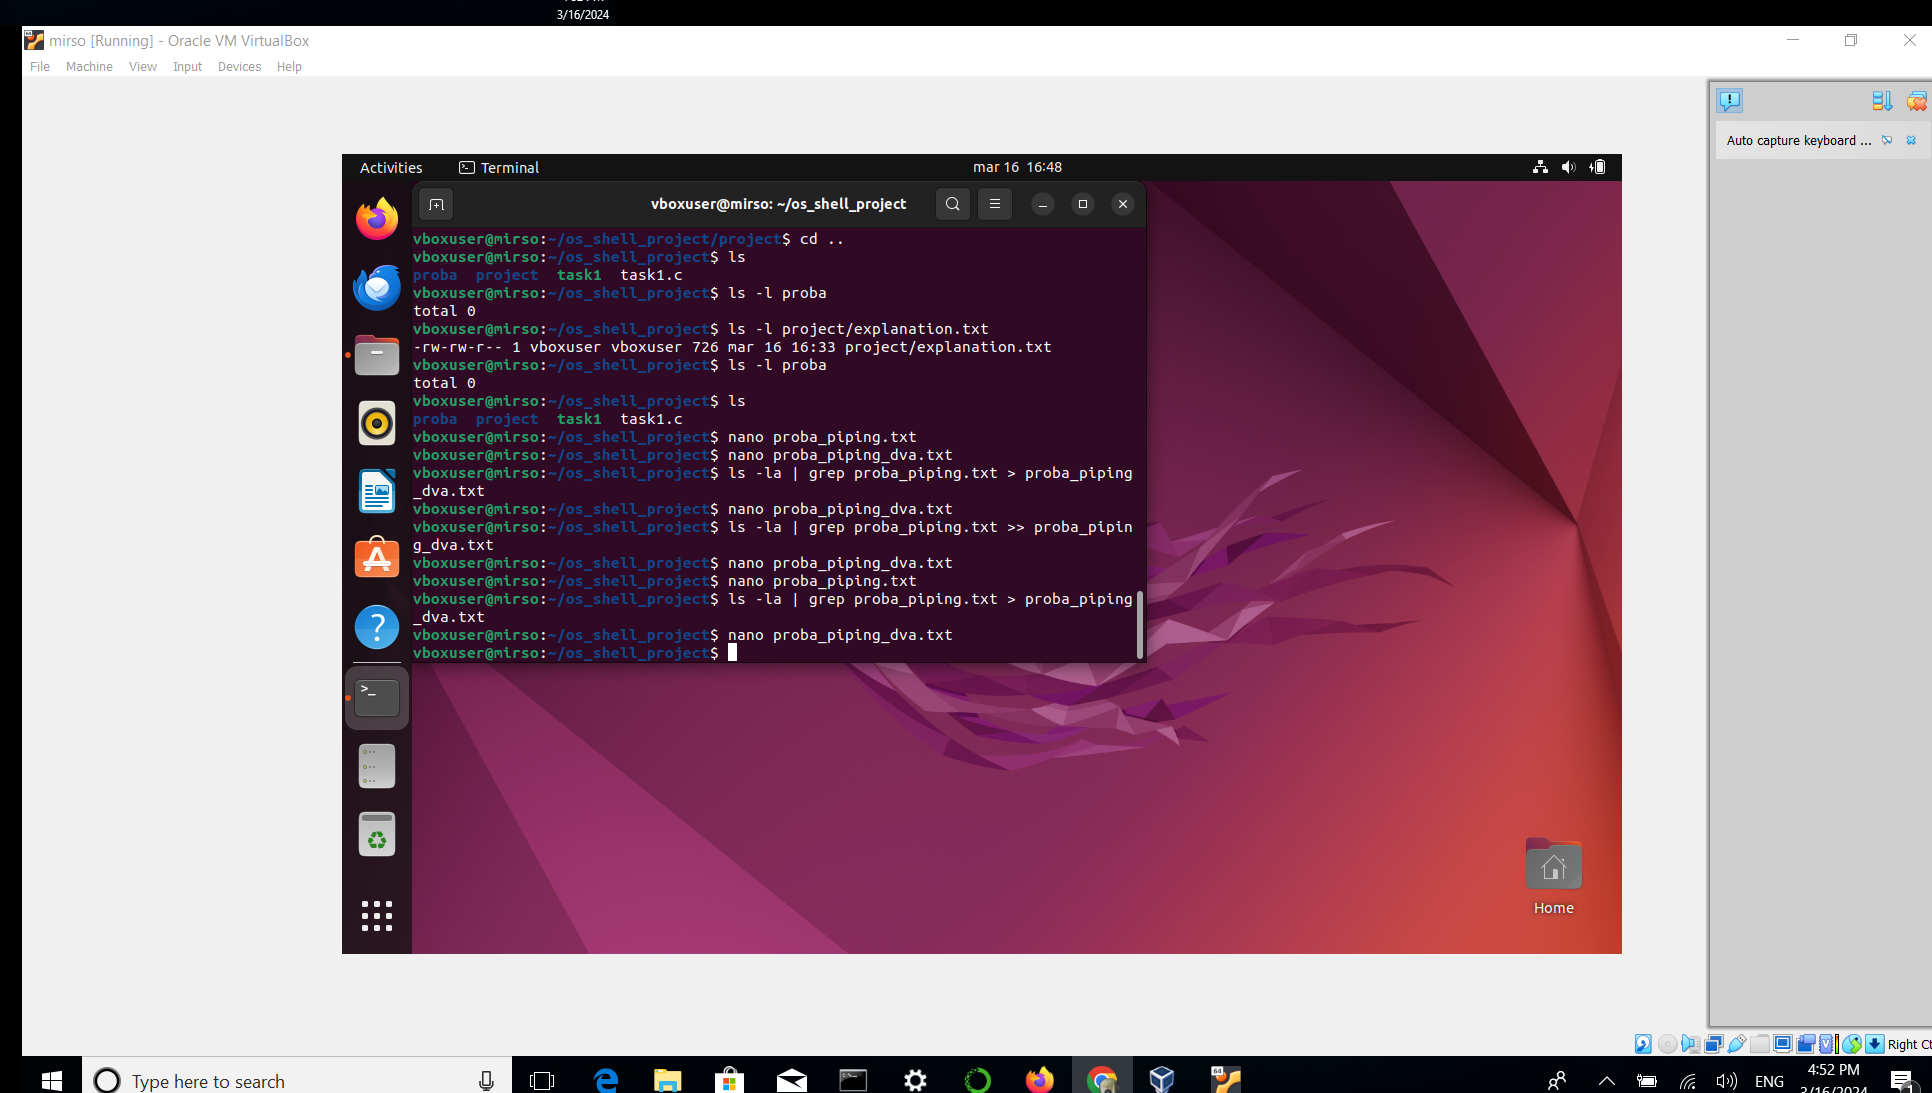 3/16/2024
mirso [Running] - Oracle VM VirtualBox
File Machine View Input Devices Help
Auto capture keyboard ...
Activities Terminal mar 16 16:48
vboxuser@mirso: ~/os_shell_project
vboxuser@mirso:~/os_shell_project/project$ cd ..
vboxuser@mirso:~/os_shell_project$ ls
proba project task1 task1.c
vboxuser@mirso:~/os_shell_project$ ls -l proba
total 0
vboxuser@mirso:~/os_shell_project$ ls -l project/explanation.txt
-rw-rw-r-- 1 vboxuser vboxuser 726 mar 16 16:33 project/explanation.txt
vboxuser@mirso:~/os_shell_project$ ls -l proba
total 0
vboxuser@mirso:~/os_shell_project$ ls
proba project task1 task1.c
vboxuser@mirso:~/os_shell_project$ nano proba_piping.txt
vboxuser@mirso:~/os_shell_project$ nano proba_piping_dva.txt
vboxuser@mirso:~/os_shell_project$ ls -la | grep proba_piping.txt > proba_piping
_dva.txt
vboxuser@mirso:~/os_shell_project$ nano proba_piping_dva.txt
vboxuser@mirso:~/os_shell_project$ ls -la | grep proba_piping.txt >> proba_pipin
g_dva.txt
vboxuser@mirso:~/os_shell_project$ nano proba_piping_dva.txt
vboxuser@mirso:~/os_shell_project$ nano proba_piping.txt
vboxuser@mirso:~/os_shell_project$ ls -la | grep proba_piping.txt > proba_piping
_dva.txt
vboxuser@mirso:~/os_shell_project$ nano proba_piping_dva.txt
vboxuser@mirso:~/os_shell_project$
Home
Right Ct
Type here to search
ENG
4:52 PM
3/16/2024
1